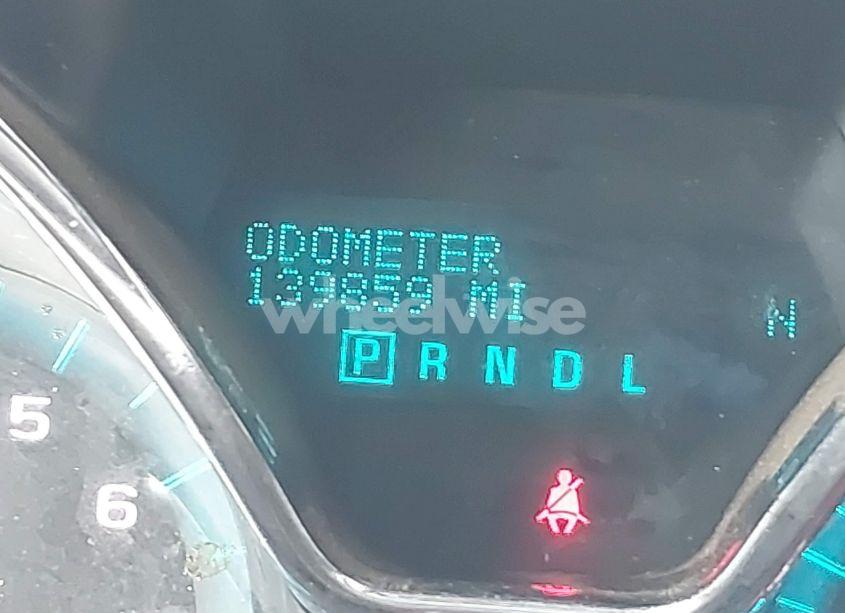 ODOMETER
139859 MI
N
wheelwise
P R N D L
5
6